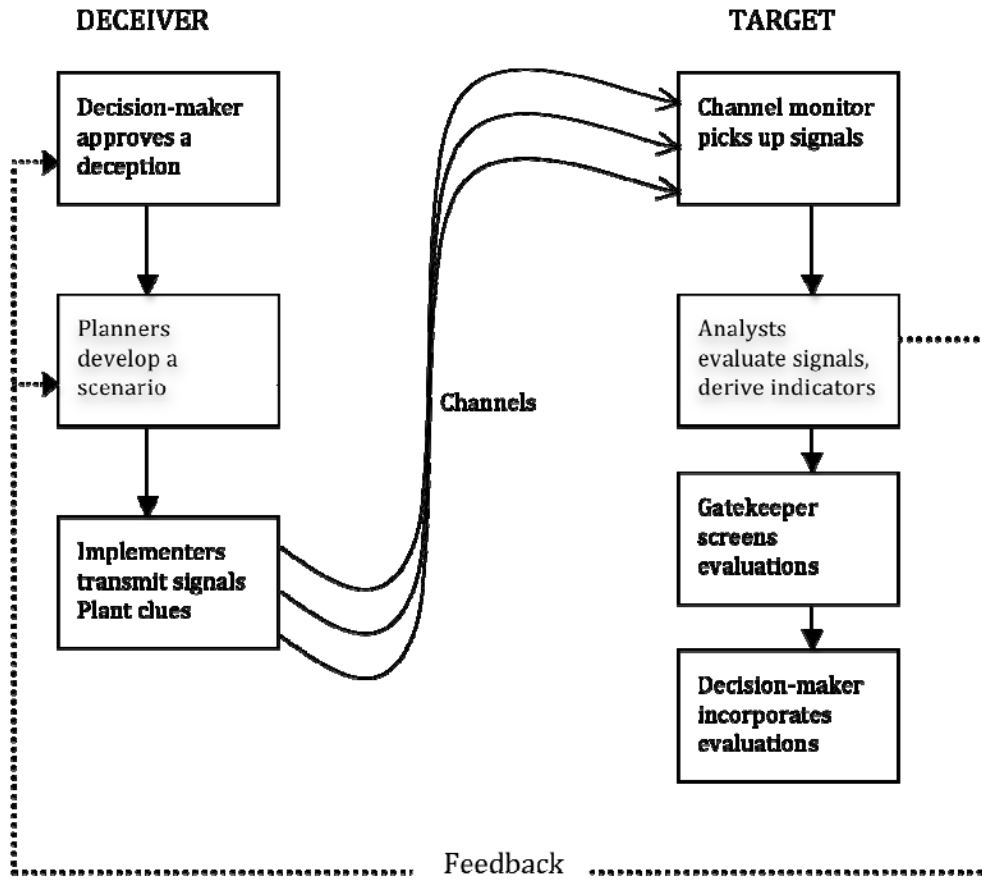 DECEIVER
Decision-maker
approves a
deception
Planners
develop a
scenario
Implementers
transmit signals
Plant clues
Channels
TARGET
Channel monitor
picks up signals
Analysts
evaluate signals,
derive indicators
Gatekeeper
screens
evaluations
Decision-maker
incorporates
evaluations
Feedback